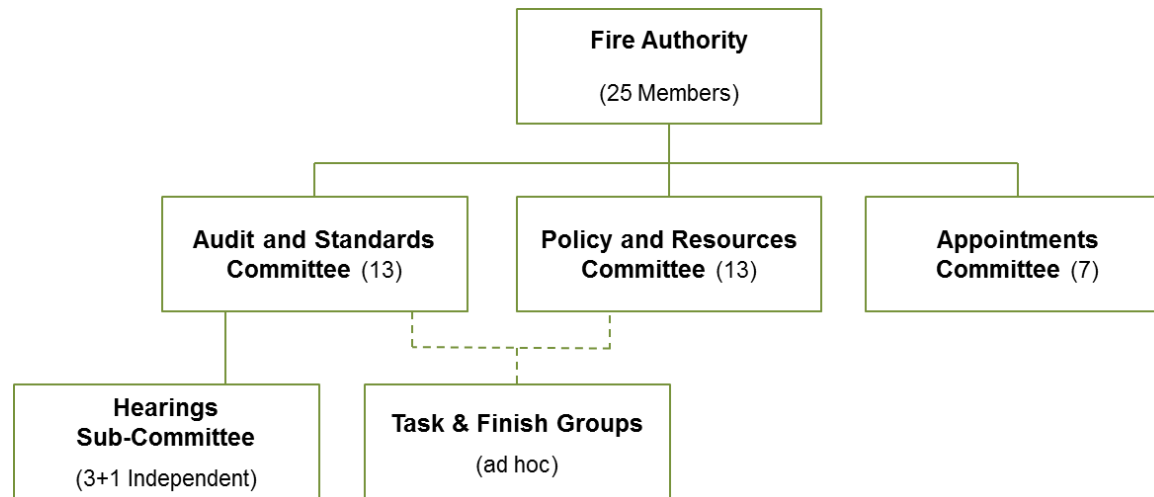 Fire Authority
(25 Members)
Audit and Standards
Committee (13)
Policy and Resources
Committee (13)
Appointments
Committee (7)
Hearings
Sub-Committee
(3+1 Independent)
Task & Finish Groups
(ad hoc)